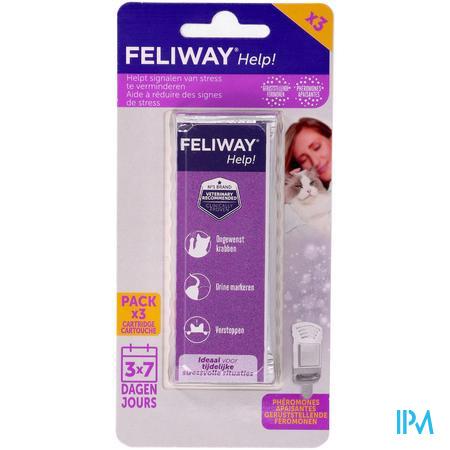 x3
FELIWAY® Help!
Helpt signalen van stress
te verminderen
Aide à réduire des signes
de stress
GERUSTSTELLENDE
FEROMONEN
PHÉROMONES
APAISANTES
FELIWAY®
Help!
N°1 BRAND
VETERINARY
RECOMMENDED
CLINICALLY
PROVEN
Ongewenst
krabben
Urine markeren
Verstoppen
Ideaal voor
tijdelijke
stressvolle situaties
PACK
x3
CARTRIDGE
CARTOUCHE
3x7
DAGEN
JOURS
PHÉROMONES
APAISANTES
GERUSTSTELLENDE
FEROMONEN
IPM